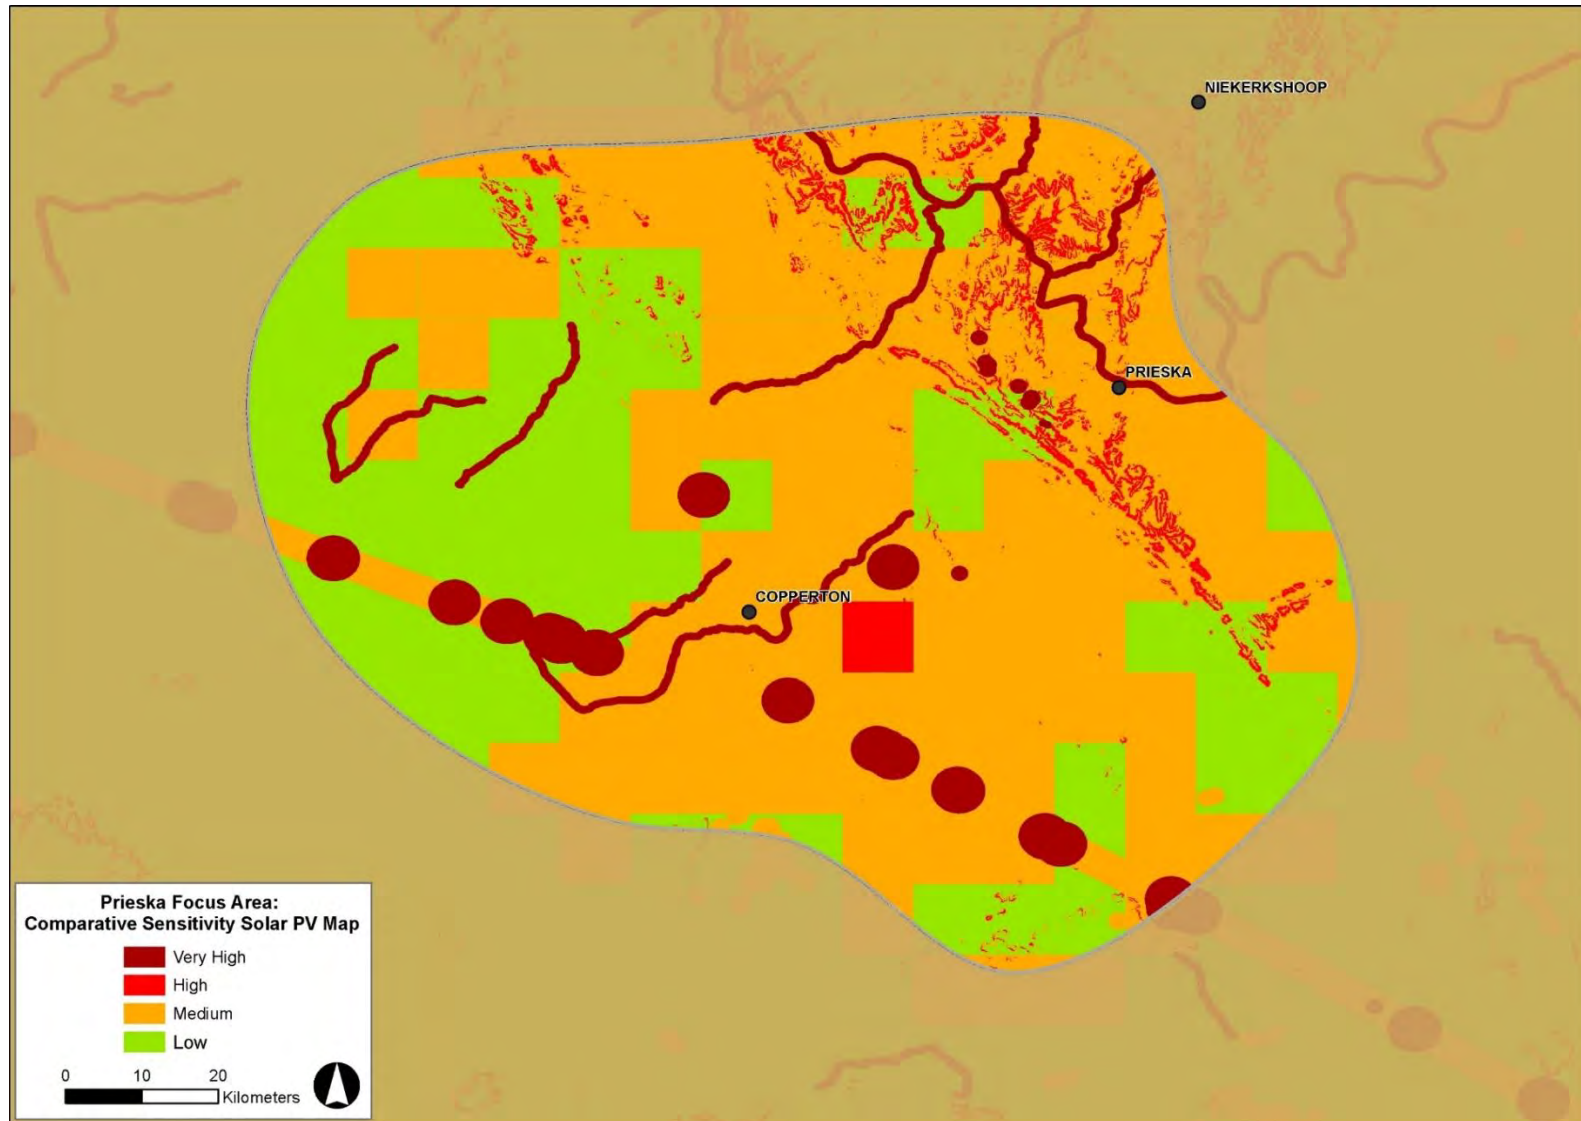 NIEKERKSHOOP
PRIESKA
COPPERTON
Prieska Focus Area:
Comparative Sensitivity Solar PV Map
Very High
High
Medium
Low
0 10 20
Kilometers